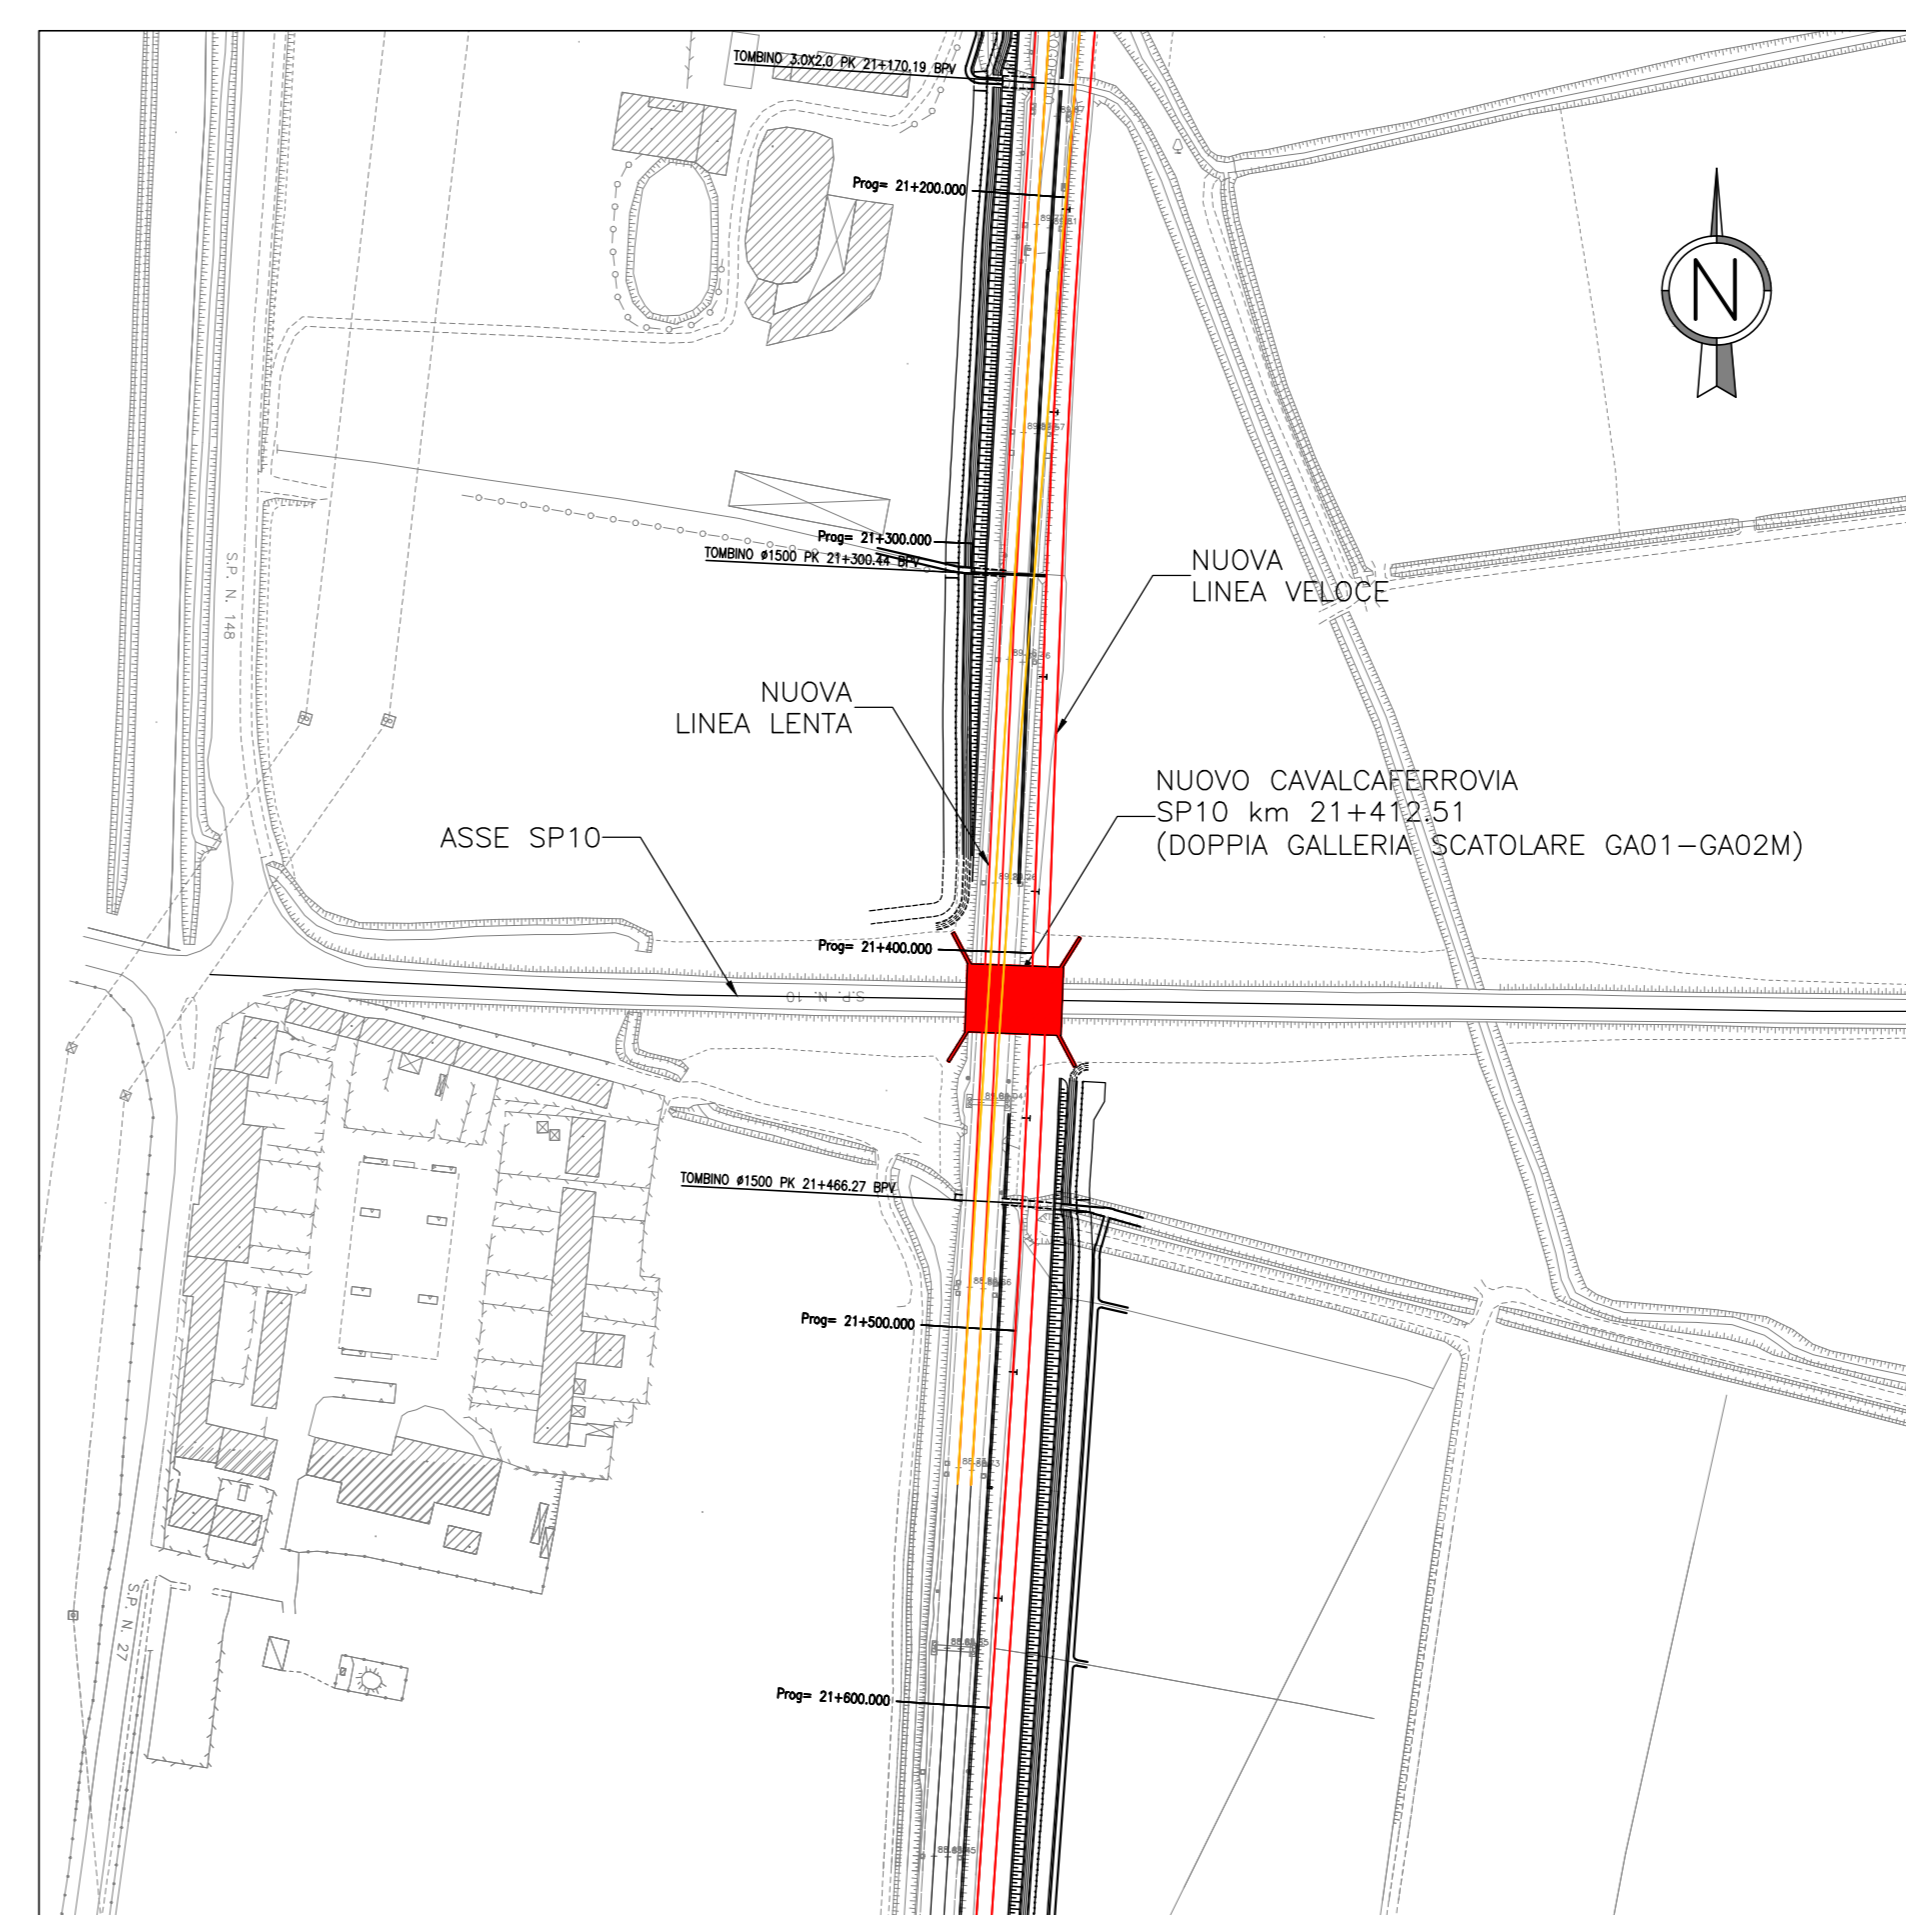 TOMBINO 3.0X2.0 PK 21+170.19 BPV
ROGOREDO
Prog= 21+200.000
N
Prog= 21+300.000
TOMBINO ø1500 PK 21+300.44 BPV
NUOVA
LINEA VELOCE
S.P. N. 148
NUOVA
LINEA LENTA
NUOVO CAVALCAFERROVIA
SP10 km 21+412.51
(DOPPIA GALLERIA SCATOLARE GA01-GA02M)
ASSE SP10
Prog= 21+400.000
S.P. N. 10
TOMBINO ø1500 PK 21+466.27 BPV
Prog= 21+500.000
S.P. N. 27
Prog= 21+600.000